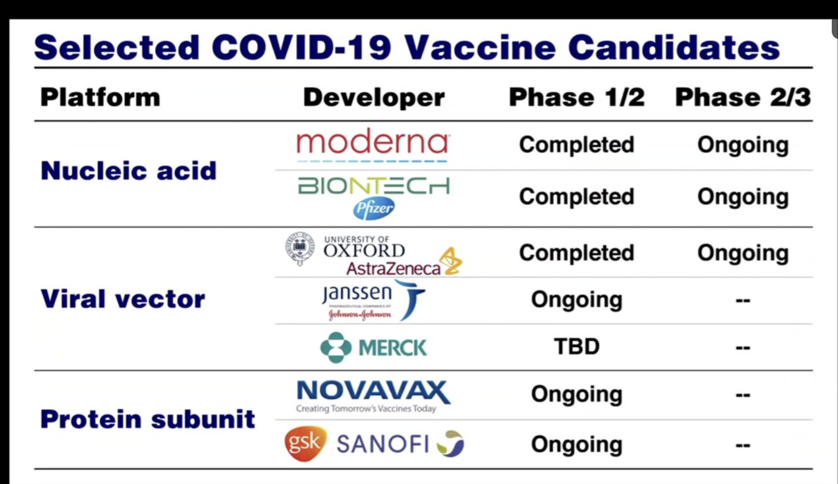 Selected COVID-19 Vaccine Candidates
Platform Developer Phase 1/2 Phase 2/3
Nucleic acid
moderna Completed Ongoing
BIONTECH
Pfizer
Completed Ongoing
Viral vector
UNIVERSITY OF
OXFORD
AstraZeneca
Completed Ongoing
Janssen
PHARMACEUTICAL COMPANIES OF
Johnson & Johnson
Ongoing --
MERCK TBD --
Protein subunit
NOVAVAX
Creating Tomorrow's Vaccines Today
Ongoing --
gsk SANOFI Ongoing --